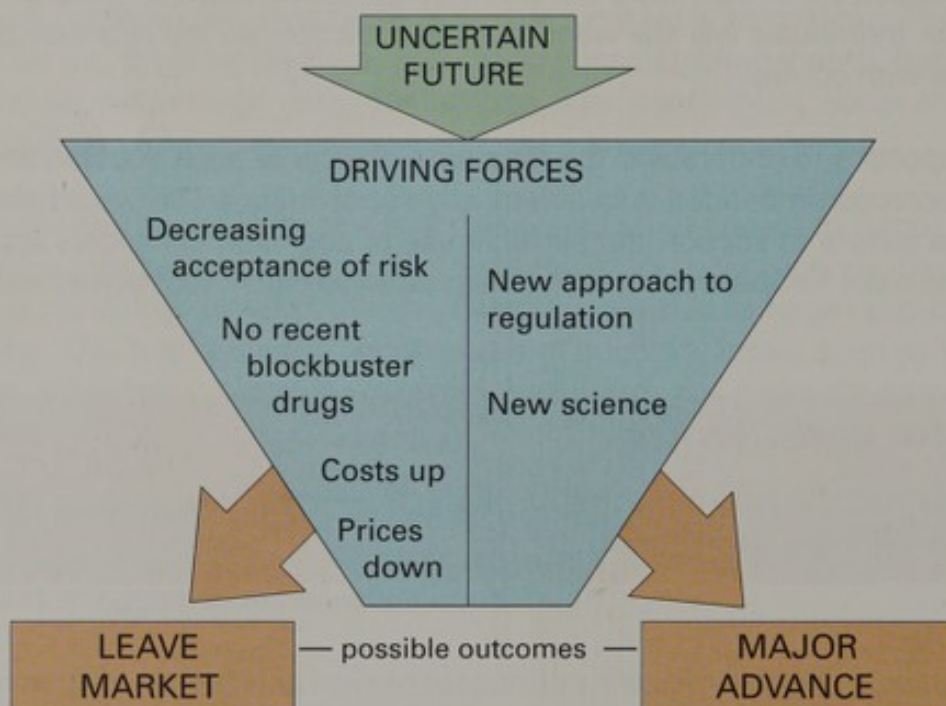 UNCERTAIN
FUTURE
DRIVING FORCES
Decreasing
acceptance of risk
No recent
blockbuster
drugs
Costs up
Prices
down
New approach to
regulation
New science
LEAVE
MARKET
possible outcomes
MAJOR
ADVANCE